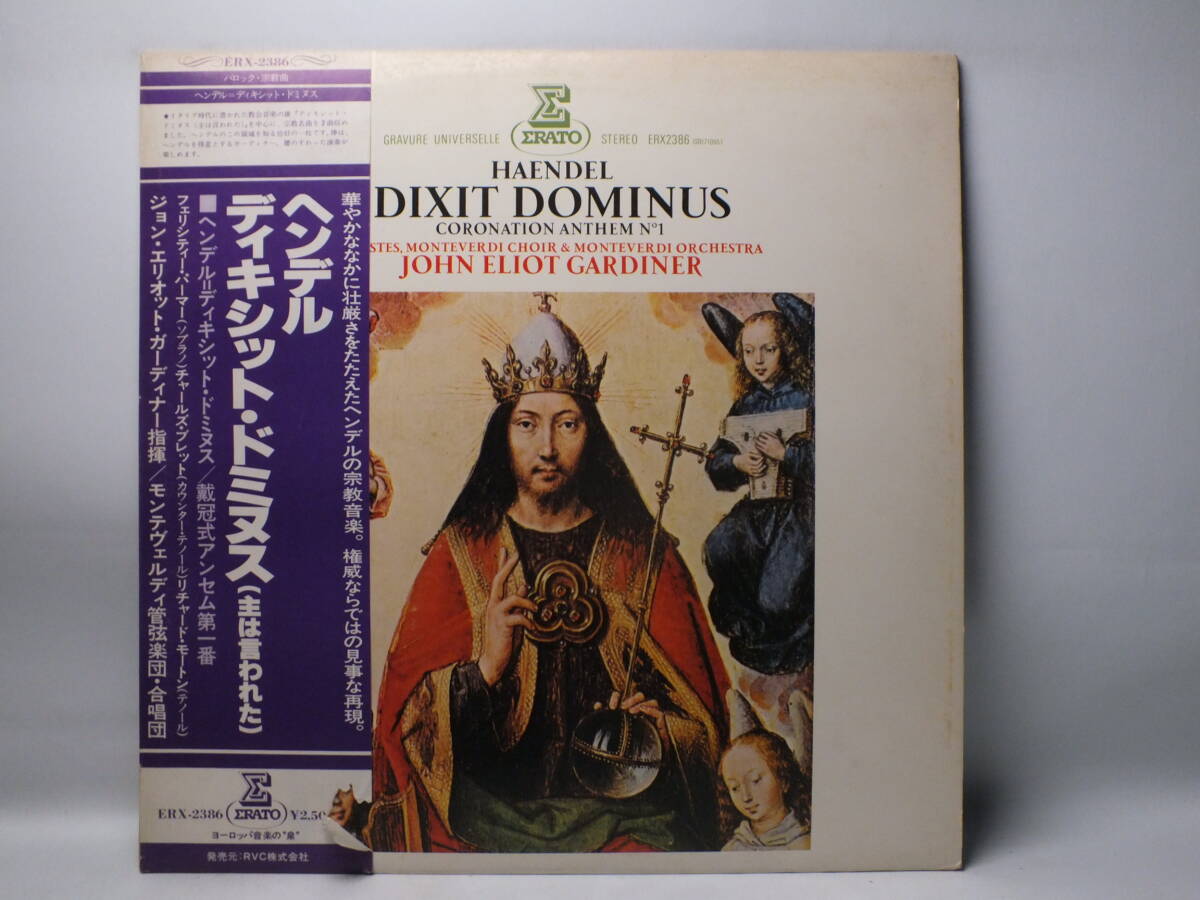 ERX-2386
バロック・宗教曲
ヘンデル=ディキシット・ドミヌス
華やかななかに壮厳さをたたえたヘンデルの宗教音楽。権威ならではの見事な再現。
ヘンデル
ディキシット・ドミヌス(主は言われた)
■ヘンデル=ディキシット・ドミヌス/戴冠式アンセム第一番
フェリシティー・パーマー(ソプラノ)チャールズ・ブレット(カウンター・テノール)リチャード・モートン(テノール)
ジョン・エリオット・ガーディナー指揮/モンテヴェルディ管弦楽団・合唱団
ERX-2386 ERATO ¥2,50
ヨーロッパ音楽の"泉"
発売元:RVC株式会社
GRAVURE UNIVERSELLE ERATO STEREO ERX2386
HAENDEL
DIXIT DOMINUS
CORONATION ANTHEM Nº1
STES, MONTEVERDI CHOIR & MONTEVERDI ORCHESTRA
JOHN ELIOT GARDINER